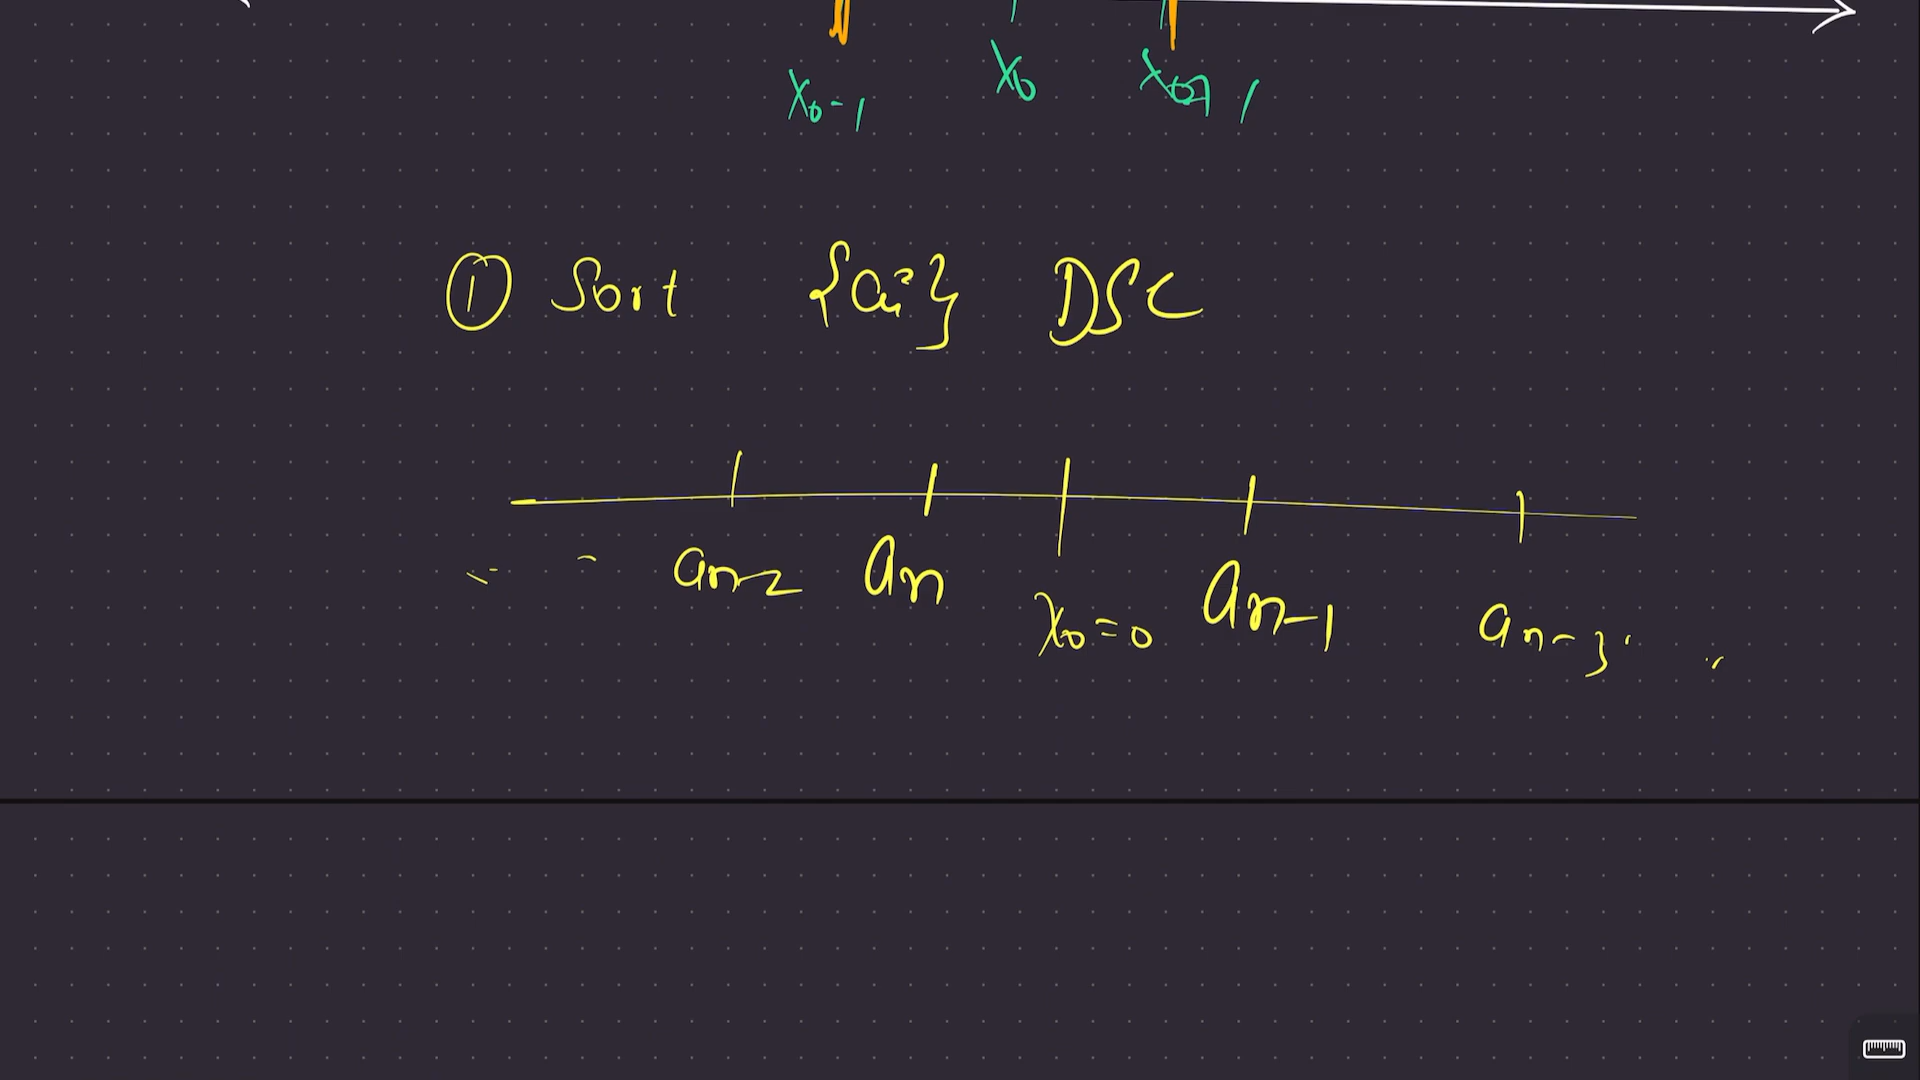 x₀-1 x₀ x₀+1
① Sort {aᵢ} DSC
aₙ₋₂ aₙ x₀=0 aₙ₋₁ aₙ₋₃